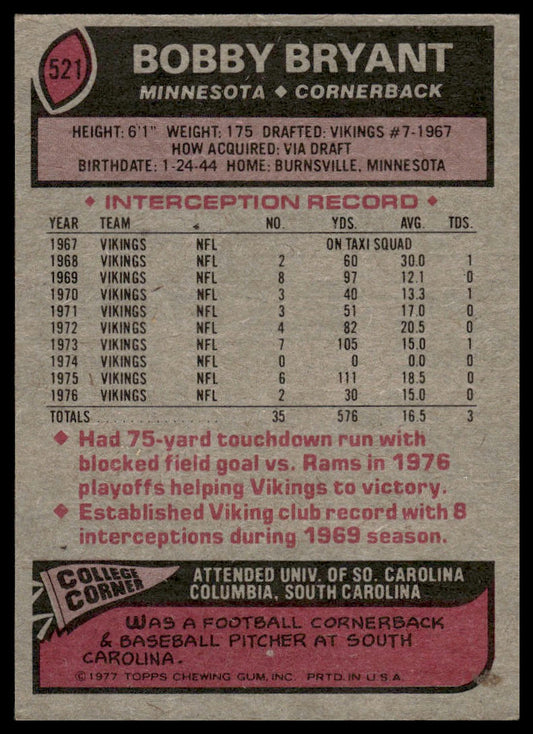 521
BOBBY BRYANT
MINNESOTA ◆ CORNERBACK
HEIGHT: 6'1" WEIGHT: 175 DRAFTED: VIKINGS #7-1967
HOW ACQUIRED: VIA DRAFT
BIRTHDATE: 1-24-44 HOME: BURNSVILLE, MINNESOTA
◆ INTERCEPTION RECORD ◆
YEAR TEAM NO. YDS. AVG. TDS.
1967 VIKINGS NFL ON TAXI SQUAD
1968 VIKINGS NFL 2 60 30.0 1
1969 VIKINGS NFL 8 97 12.1 0
1970 VIKINGS NFL 3 40 13.3 1
1971 VIKINGS NFL 3 51 17.0 0
1972 VIKINGS NFL 4 82 20.5 0
1973 VIKINGS NFL 7 105 15.0 1
1974 VIKINGS NFL 0 0 0.0 0
1975 VIKINGS NFL 6 111 18.5 0
1976 VIKINGS NFL 2 30 15.0 0
TOTALS 35 576 16.5 3
◆ Had 75-yard touchdown run with
blocked field goal vs. Rams in 1976
playoffs helping Vikings to victory.
◆ Established Viking club record with 8
interceptions during 1969 season.
COLLEGE
CORNER
ATTENDED UNIV. OF SO. CAROLINA
COLUMBIA, SOUTH CAROLINA
WAS A FOOTBALL CORNERBACK
& BASEBALL PITCHER AT SOUTH
CAROLINA.
©1977 TOPPS CHEWING GUM, INC. PRTD. IN U.S.A.